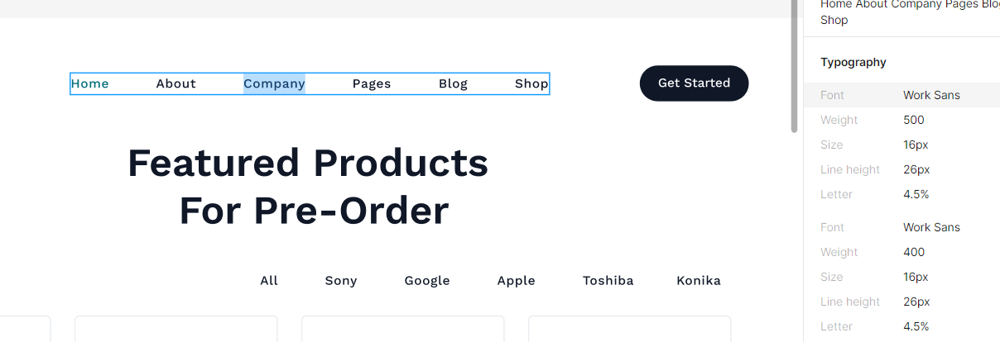 Home About Company Pages Blog
Shop
Home About Company Pages Blog Shop
Get Started
Featured Products
For Pre-Order
All Sony Google Apple Toshiba Konika
Typography
Font Work Sans
Weight 500
Size 16px
Line height 26px
Letter 4.5%
Font Work Sans
Weight 400
Size 16px
Line height 26px
Letter 4.5%